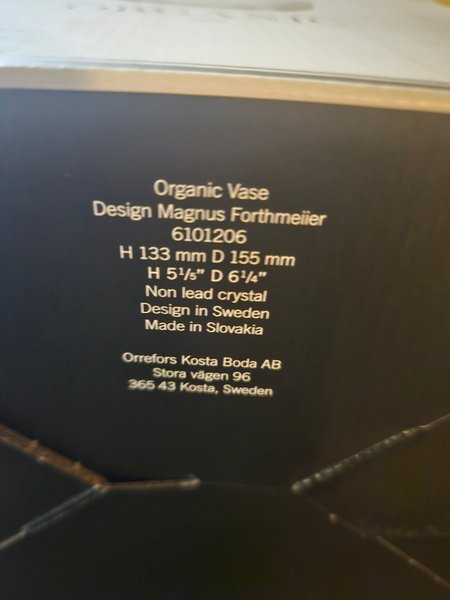 Organic Vase
Design Magnus Forthmeiier
6101206
H 133 mm D 155 mm
H 5¹/₅" D 6¹/₄"
Non lead crystal
Design in Sweden
Made in Slovakia
Orrefors Kosta Boda AB
Stora vägen 96
365 43 Kosta, Sweden